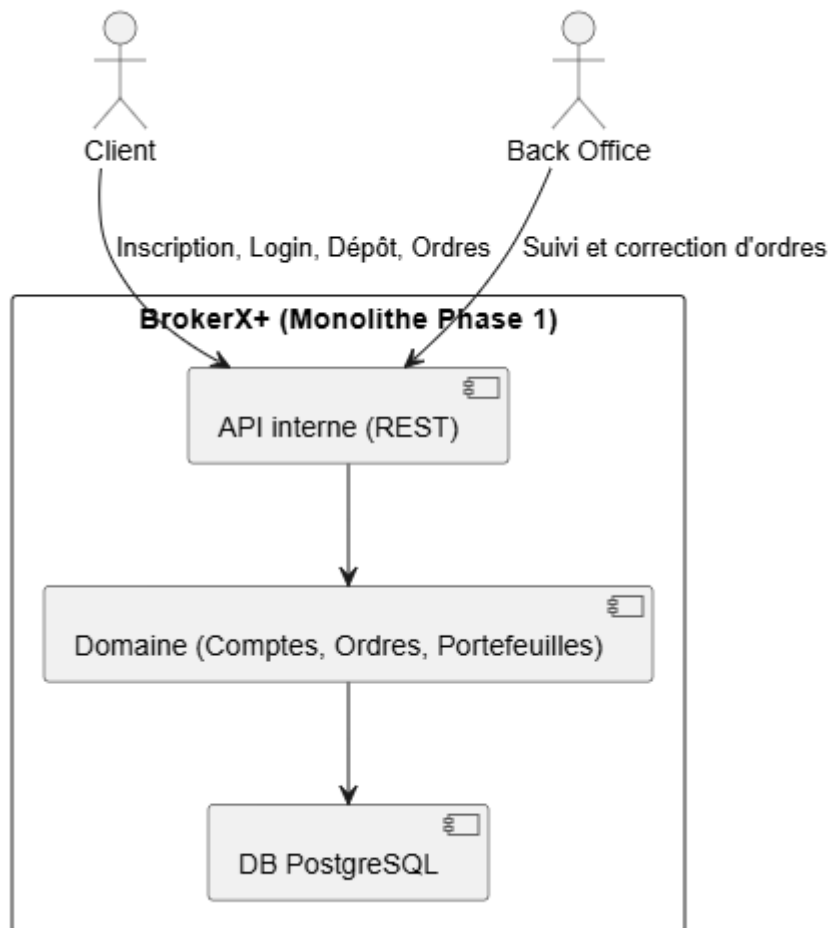 Client
Back Office
Inscription, Login, Dépôt, Ordres
Suivi et correction d'ordres
BrokerX+ (Monolithe Phase 1)
API interne (REST)
Domaine (Comptes, Ordres, Portefeuilles)
DB PostgreSQL